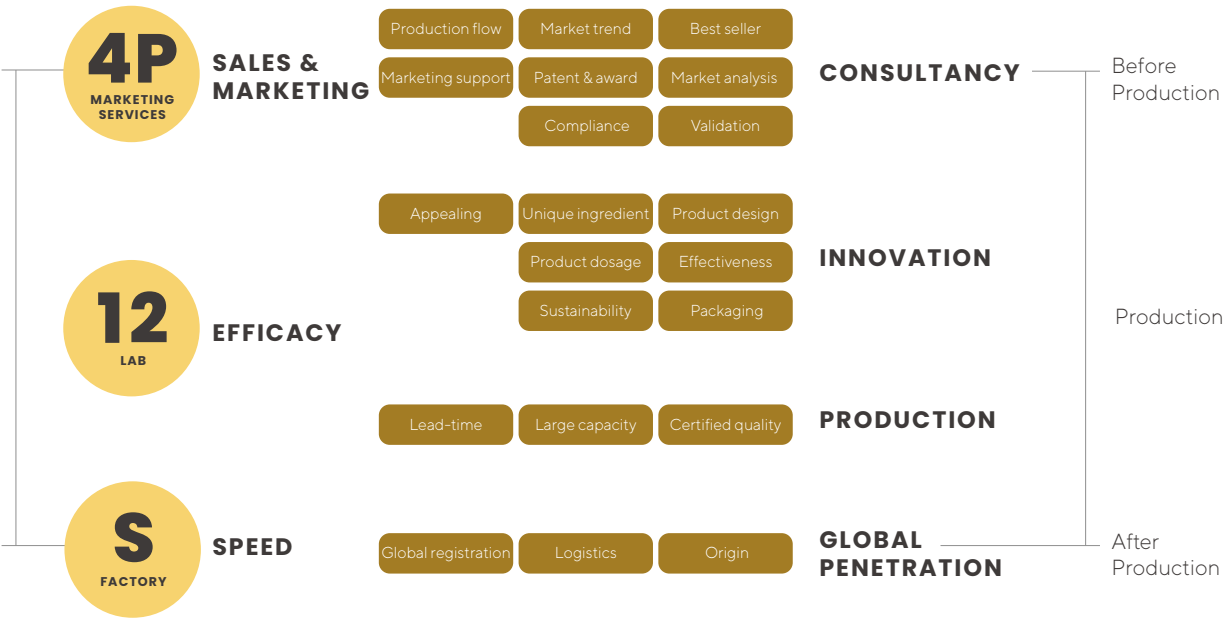 4P
MARKETING
SERVICES
SALES &
MARKETING
Production flow
Market trend
Best seller
Marketing support
Patent & award
Market analysis
Compliance
Validation
CONSULTANCY
Before
Production
12
LAB
EFFICACY
Appealing
Unique ingredient
Product design
Product dosage
Effectiveness
Sustainability
Packaging
INNOVATION
Production
Lead-time
Large capacity
Certified quality
PRODUCTION
S
FACTORY
SPEED
Global registration
Logistics
Origin
GLOBAL
PENETRATION
After
Production